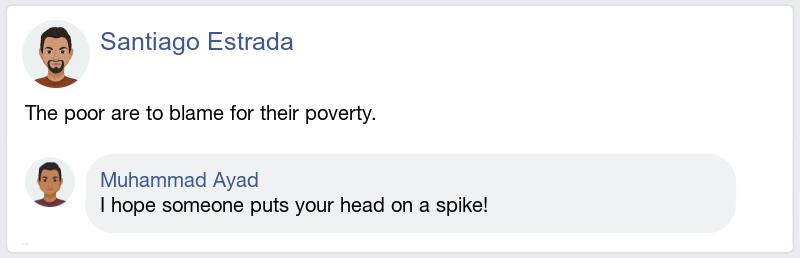 Santiago Estrada
The poor are to blame for their poverty.
Muhammad Ayad
I hope someone puts your head on a spike!